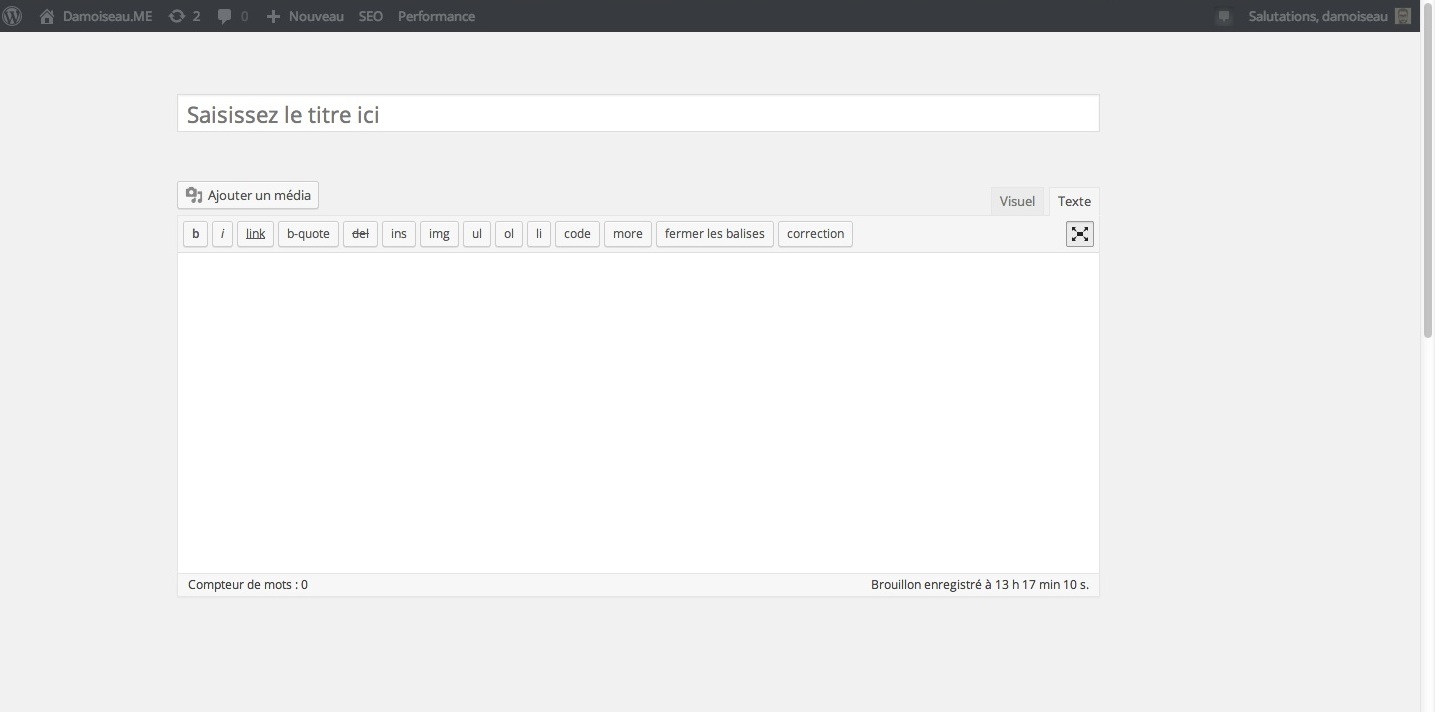 Damoiseau.ME 2 0 Nouveau SEO Performance Salutations, damoiseau
Saisissez le titre ici
Ajouter un média
Visuel Texte
b i link b-quote del ins img ul ol li code more fermer les balises correction
Compteur de mots : 0 Brouillon enregistré à 13 h 17 min 10 s.